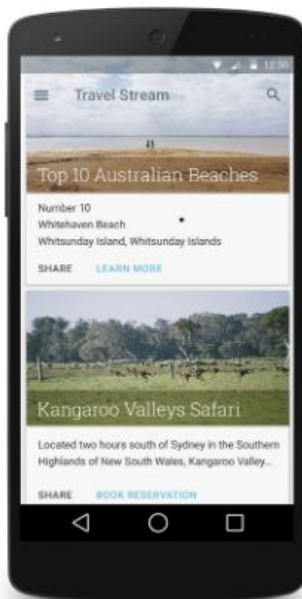 12:30
Travel Stream
Top 10 Australian Beaches
Number 10
Whitehaven Beach
Whitsunday Island, Whitsunday Islands
SHARE LEARN MORE
Kangaroo Valleys Safari
Located two hours south of Sydney in the Southern
Highlands of New South Wales, Kangaroo Valley...
SHARE BOOK RESERVATION